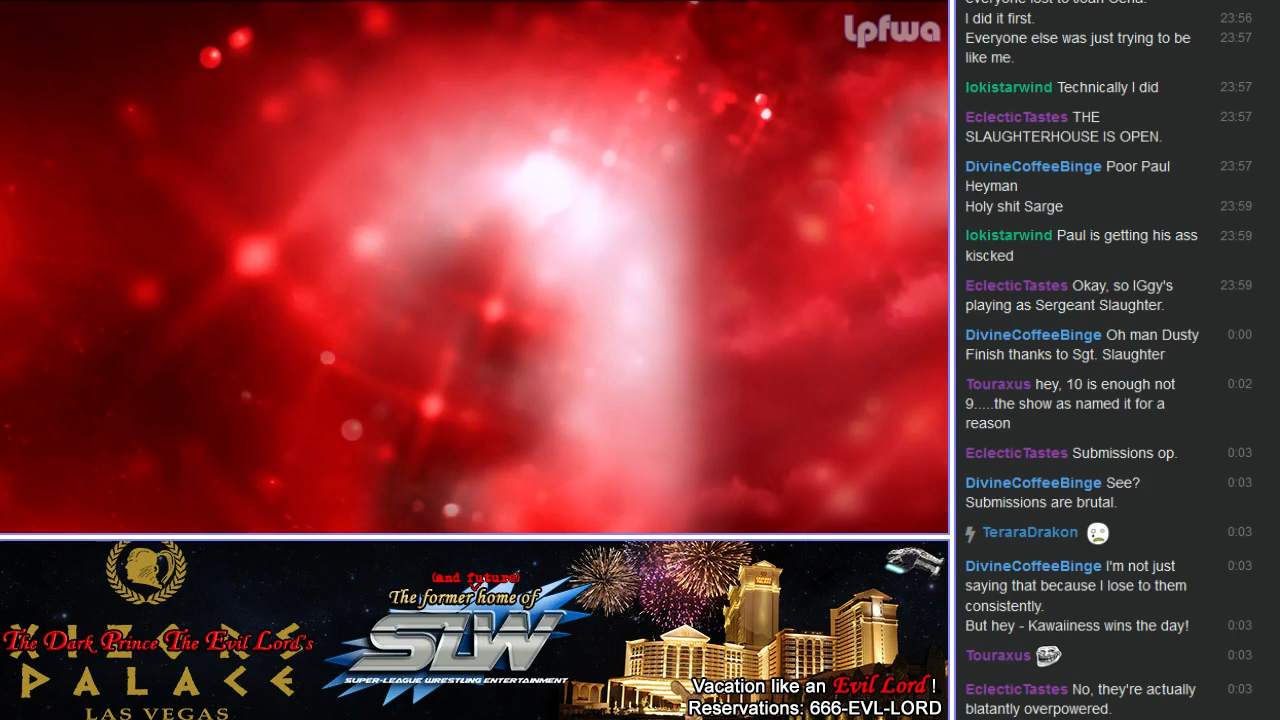 Lpfwa
everyone lost to Joan Cena.
I did it first. 23:56
Everyone else was just trying to be 23:57
like me.
lokistarwind Technically I did 23:57
EclecticTastes THE 23:57
SLAUGHTERHOUSE IS OPEN.
DivineCoffeeBinge Poor Paul 23:57
Heyman
Holy shit Sarge 23:59
lokistarwind Paul is getting his ass 23:59
kiscked
EclecticTastes Okay, so IGgy's 23:59
playing as Sergeant Slaughter.
DivineCoffeeBinge Oh man Dusty 0:00
Finish thanks to Sgt. Slaughter
Touraxus hey, 10 is enough not 0:02
9.....the show as named it for a
reason
EclecticTastes Submissions op. 0:03
DivineCoffeeBinge See? 0:03
Submissions are brutal.
TeraraDrakon 0:03
DivineCoffeeBinge I'm not just 0:03
saying that because I lose to them
consistently.
But hey - Kawaiiness wins the day! 0:03
Touraxus 0:03
EclecticTastes No, they're actually 0:03
blatantly overpowered.
The Dark Prince The Evil Lord's
PALACE
LAS VEGAS
(and future)
The former home of
SLW
SUPER-LEAGUE WRESTLING ENTERTAINMENT
Vacation like an Evil Lord !
Reservations: 666-EVL-LORD